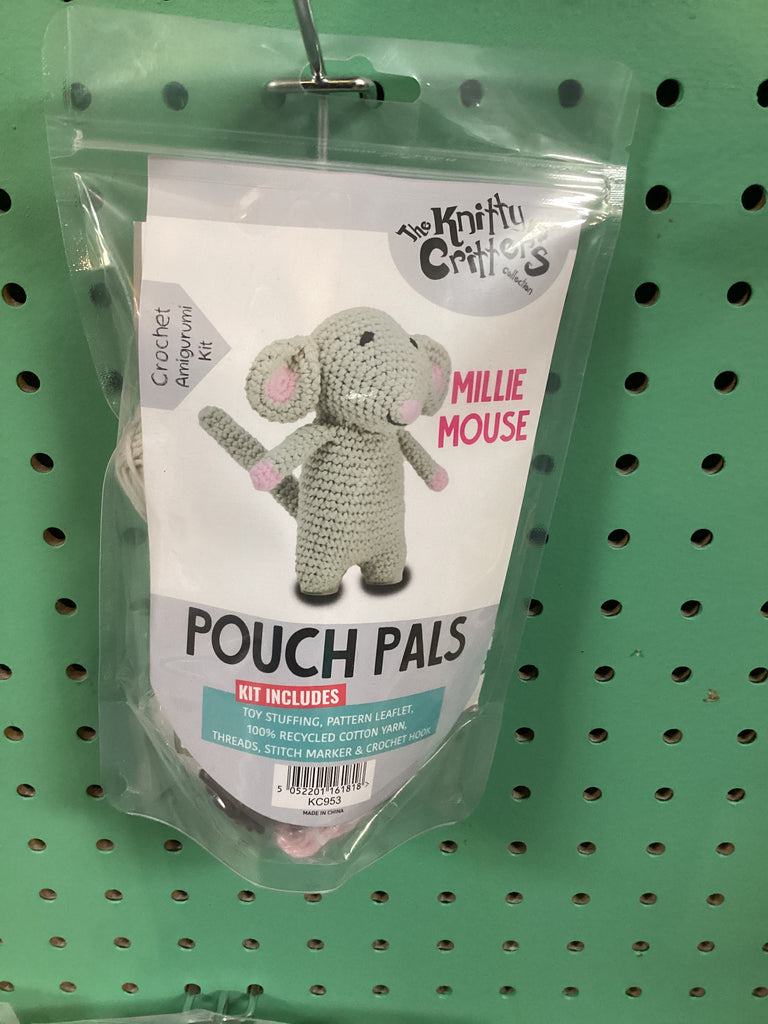 The Knitty
Critters
collection
Crochet
Amigurumi
Kit
MILLIE
MOUSE
POUCH PALS
KIT INCLUDES
TOY STUFFING, PATTERN LEAFLET,
100% RECYCLED COTTON YARN,
THREADS, STITCH MARKER & CROCHET HOOK
5 052201 161818 >
KC953
MADE IN CHINA